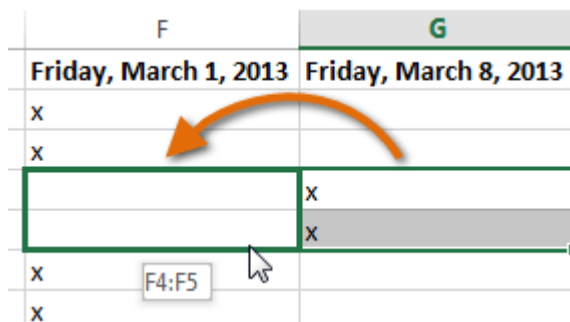 F G
Friday, March 1, 2013 Friday, March 8, 2013
x
x
x
x
x F4:F5
x